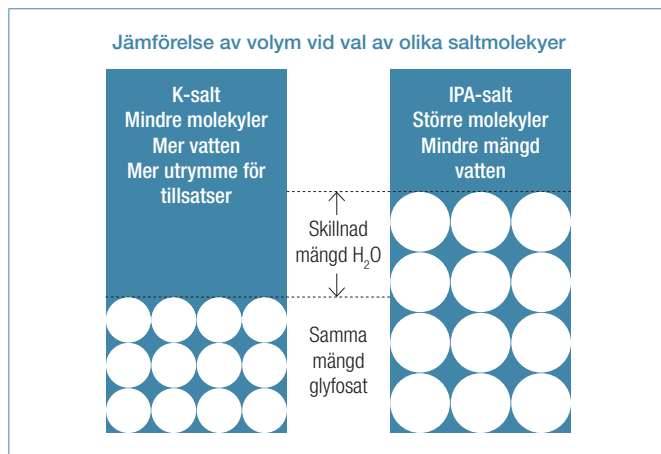 Jämförelse av volym vid val av olika saltmolekyer
K-salt
Mindre molekyler
Mer vatten
Mer utrymme för
tillsatser
IPA-salt
Större molekyler
Mindre mängd
vatten
Skillnad
mängd H₂O
Samma
mängd
glyfosat